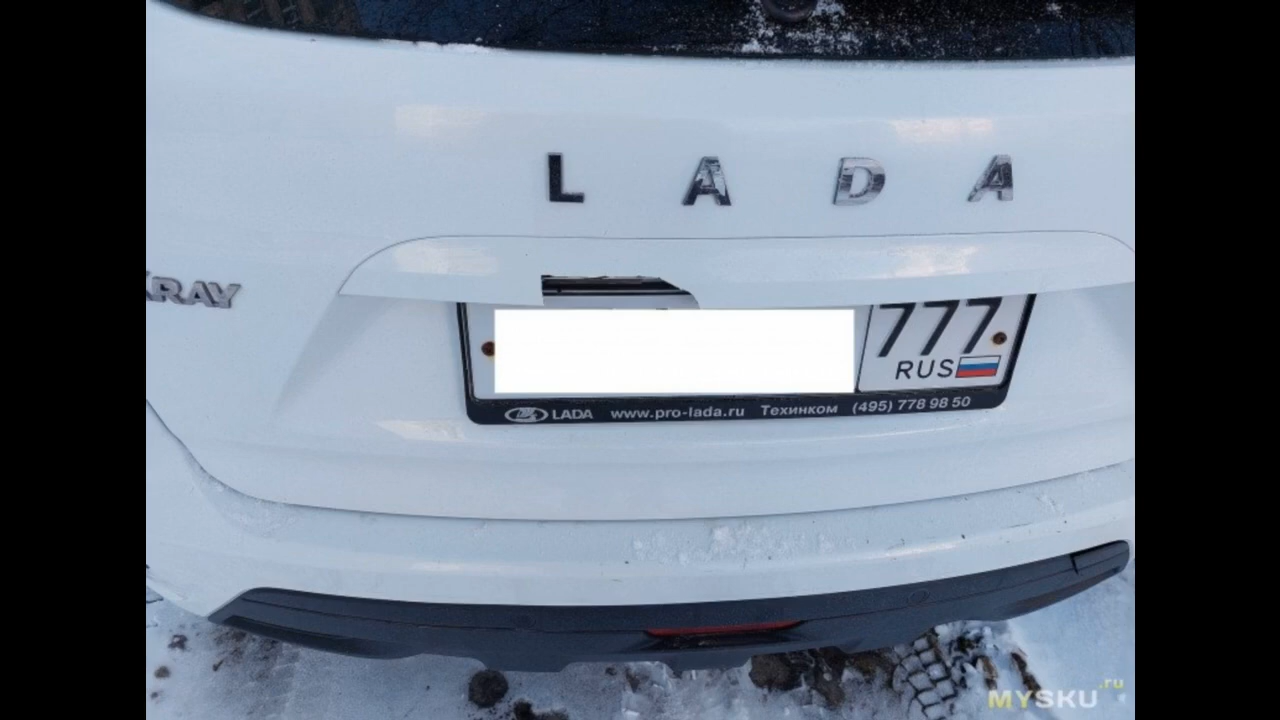 LADA
XRAY
777
RUS
LADA www.pro-lada.ru Техинком (495) 778 98 50
MYSKU.ru